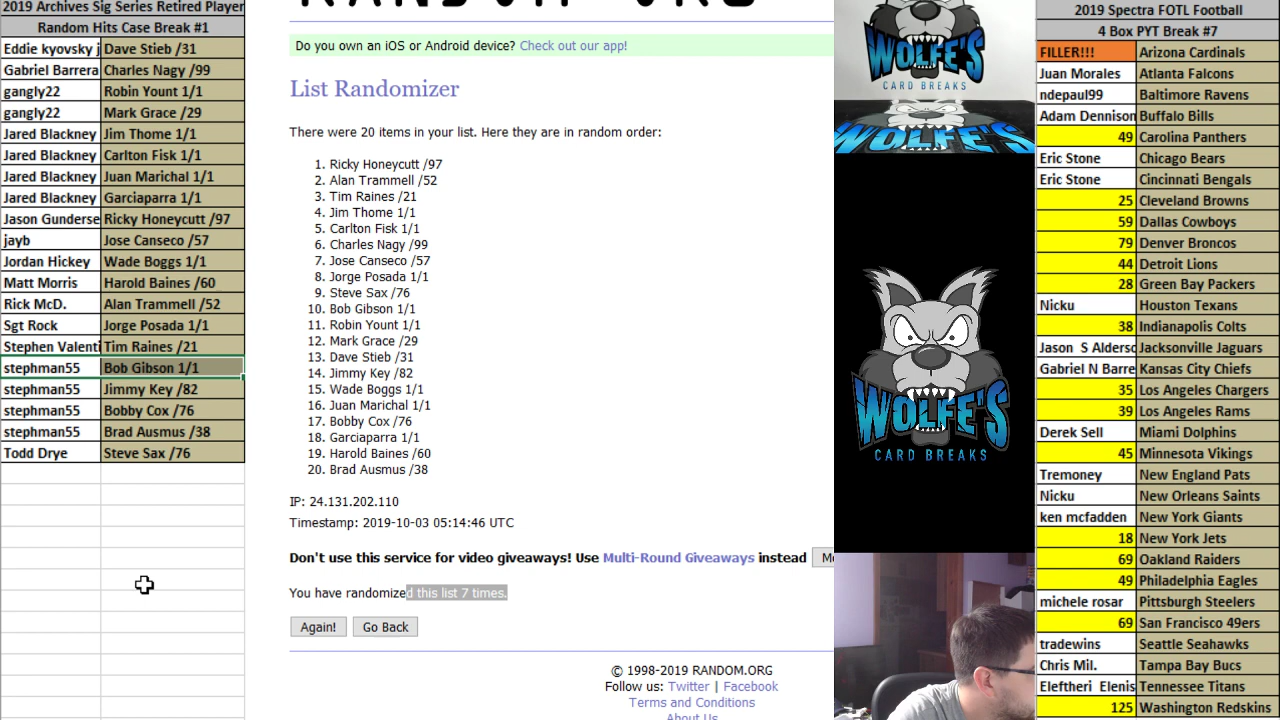 2019 Archives Sig Series Retired Player
Random Hits Case Break #1
Eddie kyovsky j Dave Stieb /31
Gabriel Barrera Charles Nagy /99
gangly22 Robin Yount 1/1
gangly22 Mark Grace /29
Jared Blackney Jim Thome 1/1
Jared Blackney Carlton Fisk 1/1
Jared Blackney Juan Marichal 1/1
Jared Blackney Garciaparra 1/1
Jason Gunderse Ricky Honeycutt /97
jayb Jose Canseco /57
Jordan Hickey Wade Boggs 1/1
Matt Morris Harold Baines /60
Rick McD. Alan Trammell /52
Sgt Rock Jorge Posada 1/1
Stephen Valenti Tim Raines /21
stephman55 Bob Gibson 1/1
stephman55 Jimmy Key /82
stephman55 Bobby Cox /76
stephman55 Brad Ausmus /38
Todd Drye Steve Sax /76
RANDOM.ORG
Do you own an iOS or Android device? Check out our app!
List Randomizer
There were 20 items in your list. Here they are in random order:
1. Ricky Honeycutt /97
2. Alan Trammell /52
3. Tim Raines /21
4. Jim Thome 1/1
5. Carlton Fisk 1/1
6. Charles Nagy /99
7. Jose Canseco /57
8. Jorge Posada 1/1
9. Steve Sax /76
10. Bob Gibson 1/1
11. Robin Yount 1/1
12. Mark Grace /29
13. Dave Stieb /31
14. Jimmy Key /82
15. Wade Boggs 1/1
16. Juan Marichal 1/1
17. Bobby Cox /76
18. Garciaparra 1/1
19. Harold Baines /60
20. Brad Ausmus /38
IP: 24.131.202.110
Timestamp: 2019-10-03 05:14:46 UTC
Don't use this service for video giveaways! Use Multi-Round Giveaways instead
You have randomized this list 7 times.
Again! Go Back
© 1998-2019 RANDOM.ORG
Follow us: Twitter | Facebook
Terms and Conditions
About Us
WOLFE'S
CARD BREAKS
WOLFE'S
WOLFE'S
CARD BREAKS
2019 Spectra FOTL Football
4 Box PYT Break #7
FILLER!!! Arizona Cardinals
Juan Morales Atlanta Falcons
ndepaul99 Baltimore Ravens
Adam Dennison Buffalo Bills
49 Carolina Panthers
Eric Stone Chicago Bears
Eric Stone Cincinnati Bengals
25 Cleveland Browns
59 Dallas Cowboys
79 Denver Broncos
44 Detroit Lions
28 Green Bay Packers
Nicku Houston Texans
38 Indianapolis Colts
Jason S Alderso Jacksonville Jaguars
Gabriel N Barre Kansas City Chiefs
35 Los Angeles Chargers
39 Los Angeles Rams
Derek Sell Miami Dolphins
45 Minnesota Vikings
Tremoney New England Pats
Nicku New Orleans Saints
ken mcfadden New York Giants
18 New York Jets
69 Oakland Raiders
49 Philadelphia Eagles
michele rosar Pittsburgh Steelers
69 San Francisco 49ers
tradewins Seattle Seahawks
Chris Mil. Tampa Bay Bucs
Eleftheri Elenis Tennessee Titans
125 Washington Redskins